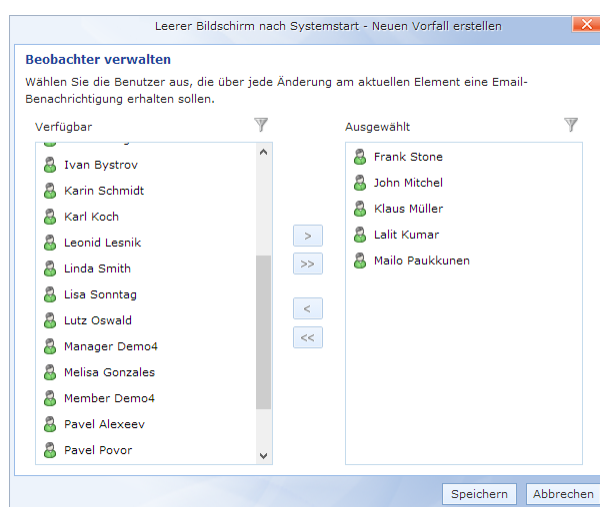 Leerer Bildschirm nach Systemstart - Neuen Vorfall erstellen
Beobachter verwalten
Wählen Sie die Benutzer aus, die über jede Änderung am aktuellen Element eine Email-
Benachrichtigung erhalten sollen.
Verfügbar
Ivan Bystrov
Karin Schmidt
Karl Koch
Leonid Lesnik
Linda Smith
Lisa Sonntag
Lutz Oswald
Manager Demo4
Melisa Gonzales
Member Demo4
Pavel Alexeev
Pavel Povor
>
>>
<
<<
Ausgewählt
Frank Stone
John Mitchel
Klaus Müller
Lalit Kumar
Mailo Paukkunen
Speichern
Abbrechen